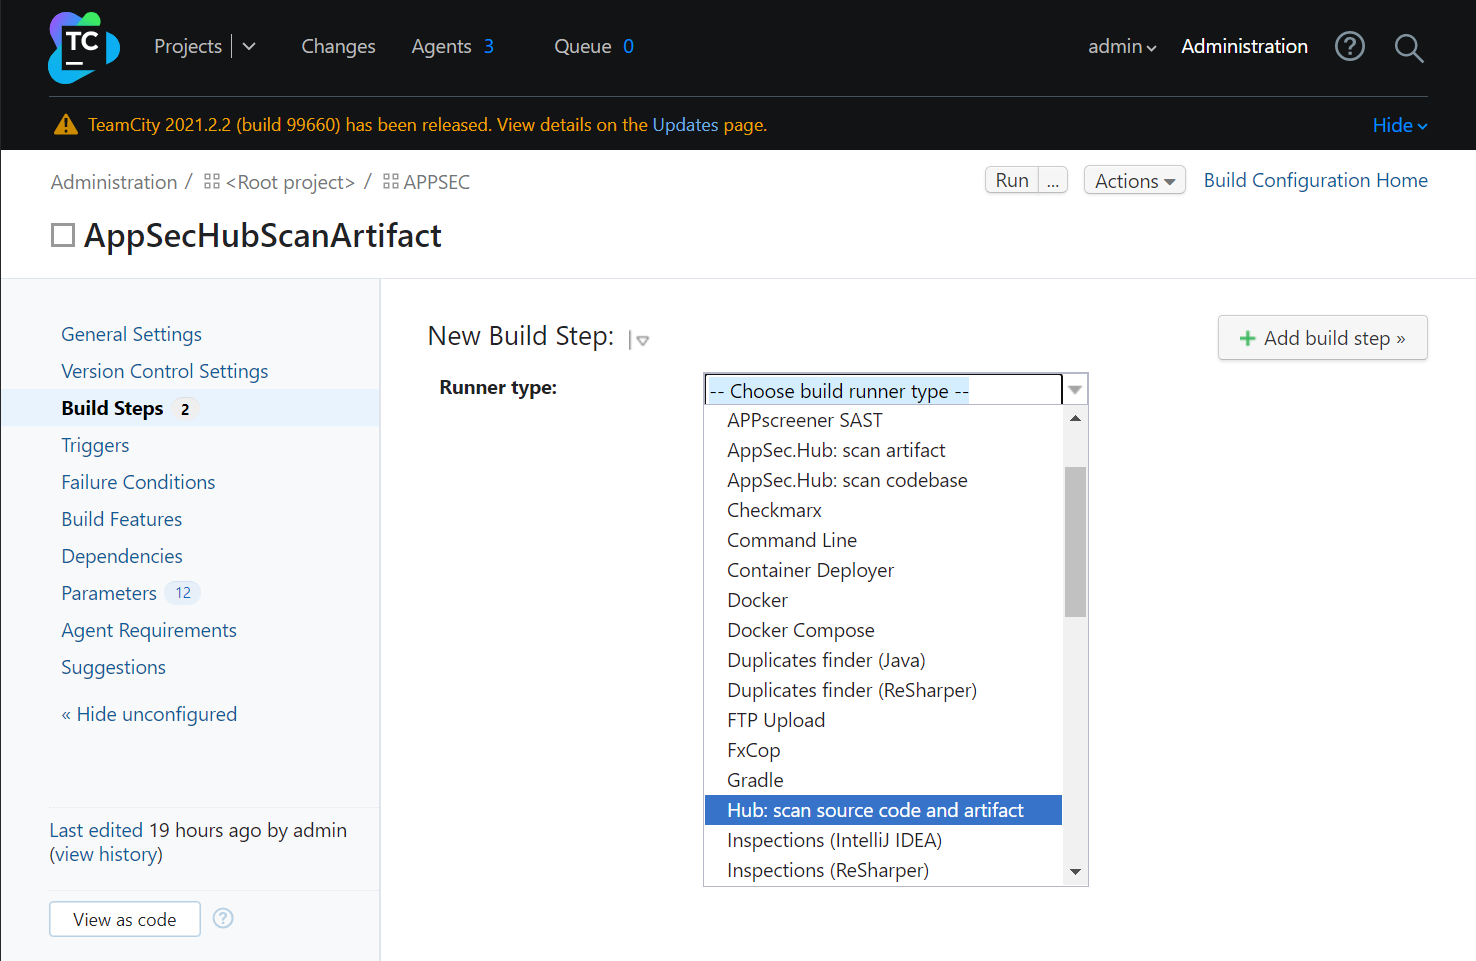 TC
Projects
Changes
Agents 3
Queue 0
admin
Administration
TeamCity 2021.2.2 (build 99660) has been released. View details on the Updates page.
Hide
Administration / <Root project> / APPSEC
Run ...
Actions
Build Configuration Home
AppSecHubScanArtifact
General Settings
Version Control Settings
Build Steps 2
Triggers
Failure Conditions
Build Features
Dependencies
Parameters 12
Agent Requirements
Suggestions
« Hide unconfigured
Last edited 19 hours ago by admin
(view history)
View as code ?
New Build Step:
+ Add build step »
Runner type:
-- Choose build runner type --
APPscreener SAST
AppSec.Hub: scan artifact
AppSec.Hub: scan codebase
Checkmarx
Command Line
Container Deployer
Docker
Docker Compose
Duplicates finder (Java)
Duplicates finder (ReSharper)
FTP Upload
FxCop
Gradle
Hub: scan source code and artifact
Inspections (IntelliJ IDEA)
Inspections (ReSharper)